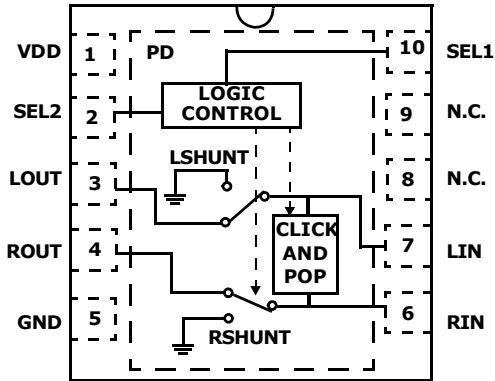 VDD 1 PD 10 SEL1
LOGIC
CONTROL
SEL2 2 9 N.C.
LSHUNT
LOUT 3 8 N.C.
CLICK
AND
POP
ROUT 4 7 LIN
GND 5 6 RIN
RSHUNT